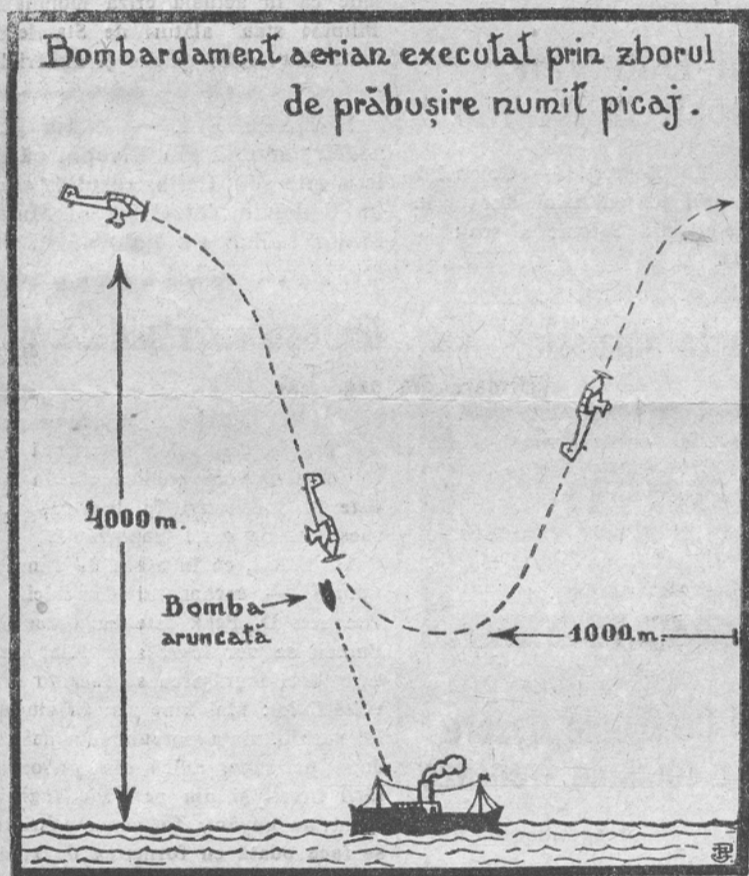 Bombardament aerian executat prin zborul
de prăbușire numit picaj.
4000 m.
Bomba
aruncată
1000 m.